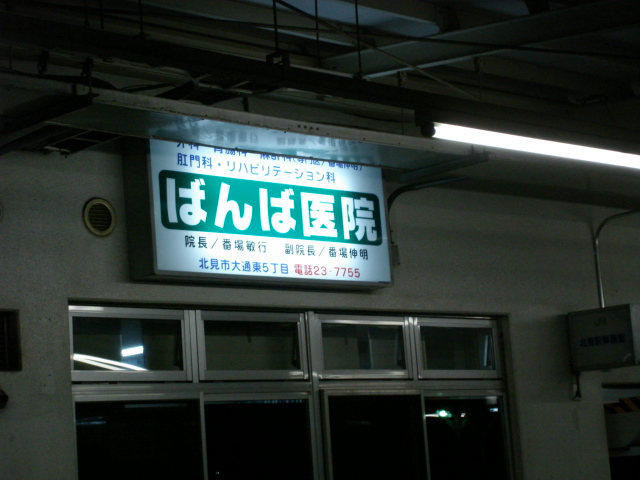 肛門科・リハビリテーション科
ばんば医院
院長／番場敏行 副院長／番場伸明
北見市大通東5丁目 電話23-7755